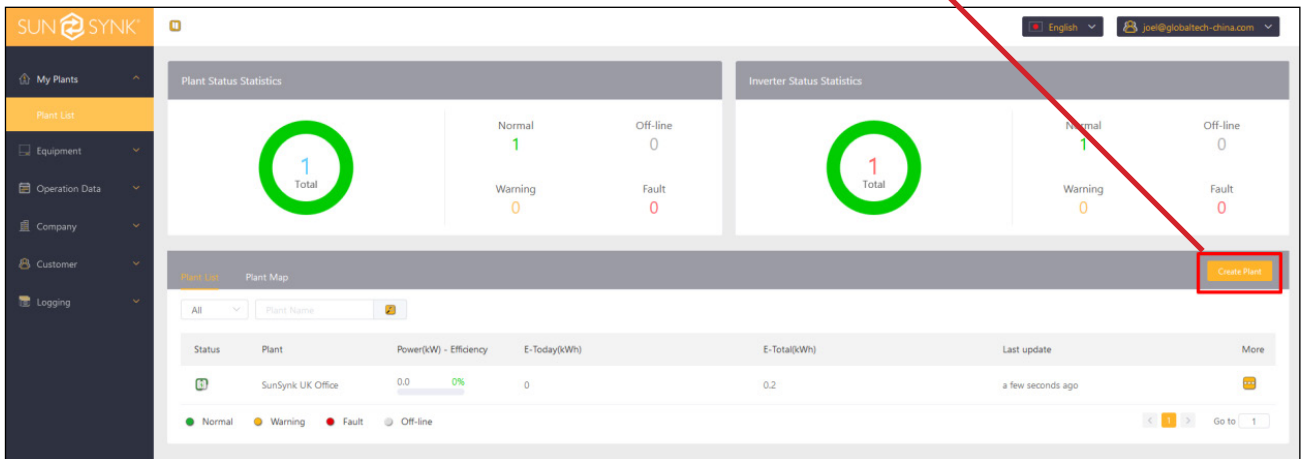 SUN SYNK
English
joel@globaltech-china.com
My Plants
Plant List
Equipment
Operation Data
Company
Customer
Logging
Plant Status Statistics
1
Total
Normal
1
Off-line
0
Warning
0
Fault
0
Inverter Status Statistics
1
Total
Normal
1
Off-line
0
Warning
0
Fault
0
Plant List Plant Map
Create Plant
All Plant Name
Status Plant Power(kW) - Efficiency E-Today(kWh) E-Total(kWh) Last update More
SunSynk UK Office 0.0 0% 0 0.2 a few seconds ago
Normal Warning Fault Off-line
< 1 > Go to 1